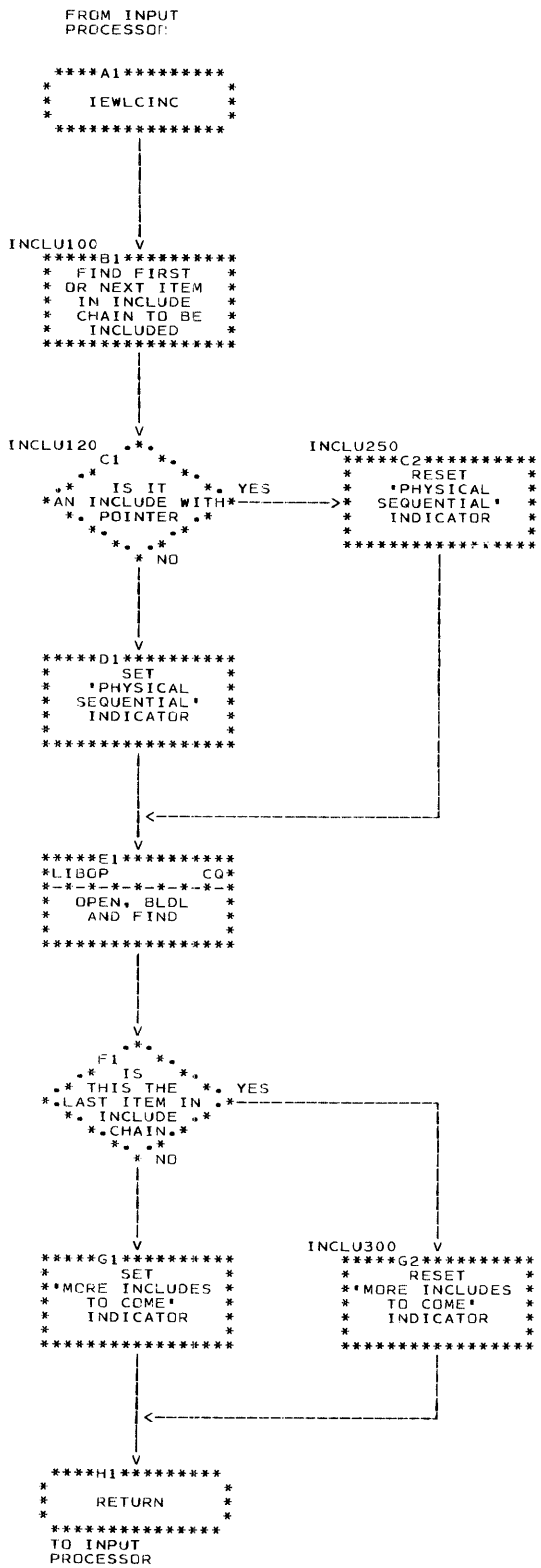 FROM INPUT
PROCESSOR
A1
IEWLCINC
INCLU100
B1
FIND FIRST
OR NEXT ITEM
IN INCLUDE
CHAIN TO BE
INCLUDED
INCLU120
C1
IS IT
AN INCLUDE WITH
POINTER
YES
NO
INCLU250
C2
RESET
'PHYSICAL
SEQUENTIAL'
INDICATOR
D1
SET
'PHYSICAL
SEQUENTIAL'
INDICATOR
E1
LIBOP CQ
OPEN, BLDL
AND FIND
F1
IS
THIS THE
LAST ITEM IN
INCLUDE
CHAIN
YES
NO
G1
SET
'MORE INCLUDES
TO COME'
INDICATOR
INCLU300
G2
RESET
'MORE INCLUDES
TO COME'
INDICATOR
H1
RETURN
TO INPUT
PROCESSOR